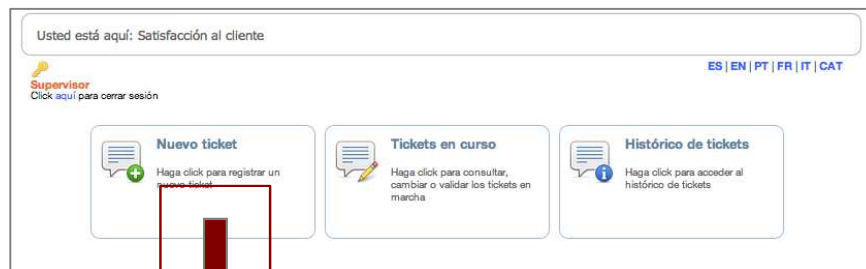 Usted está aquí: Satisfacción al cliente
ES | EN | PT | FR | IT | CAT
Supervisor
Click aquí para cerrar sesión
Nuevo ticket
Haga click para registrar un
nuevo ticket
Tickets en curso
Haga click para consultar,
cambiar o validar los tickets en
marcha
Histórico de tickets
Haga click para acceder al
histórico de tickets